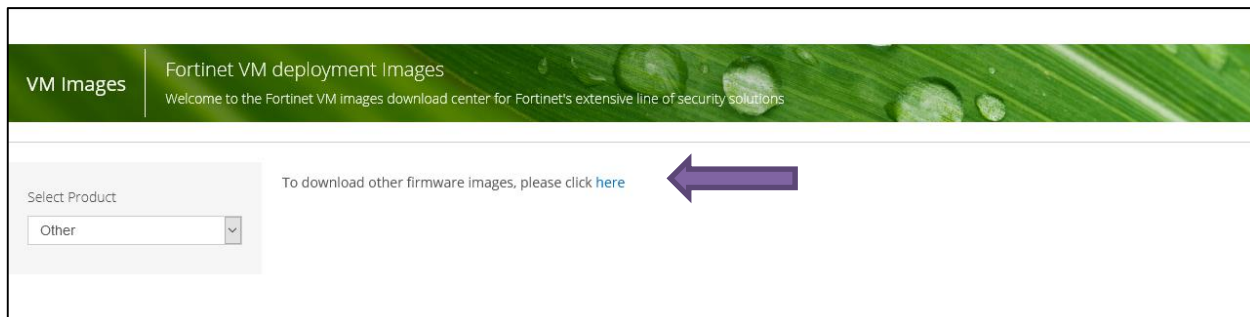 VM Images
Fortinet VM deployment Images
Welcome to the Fortinet VM images download center for Fortinet's extensive line of security solutions
Select Product
Other
To download other firmware images, please click here